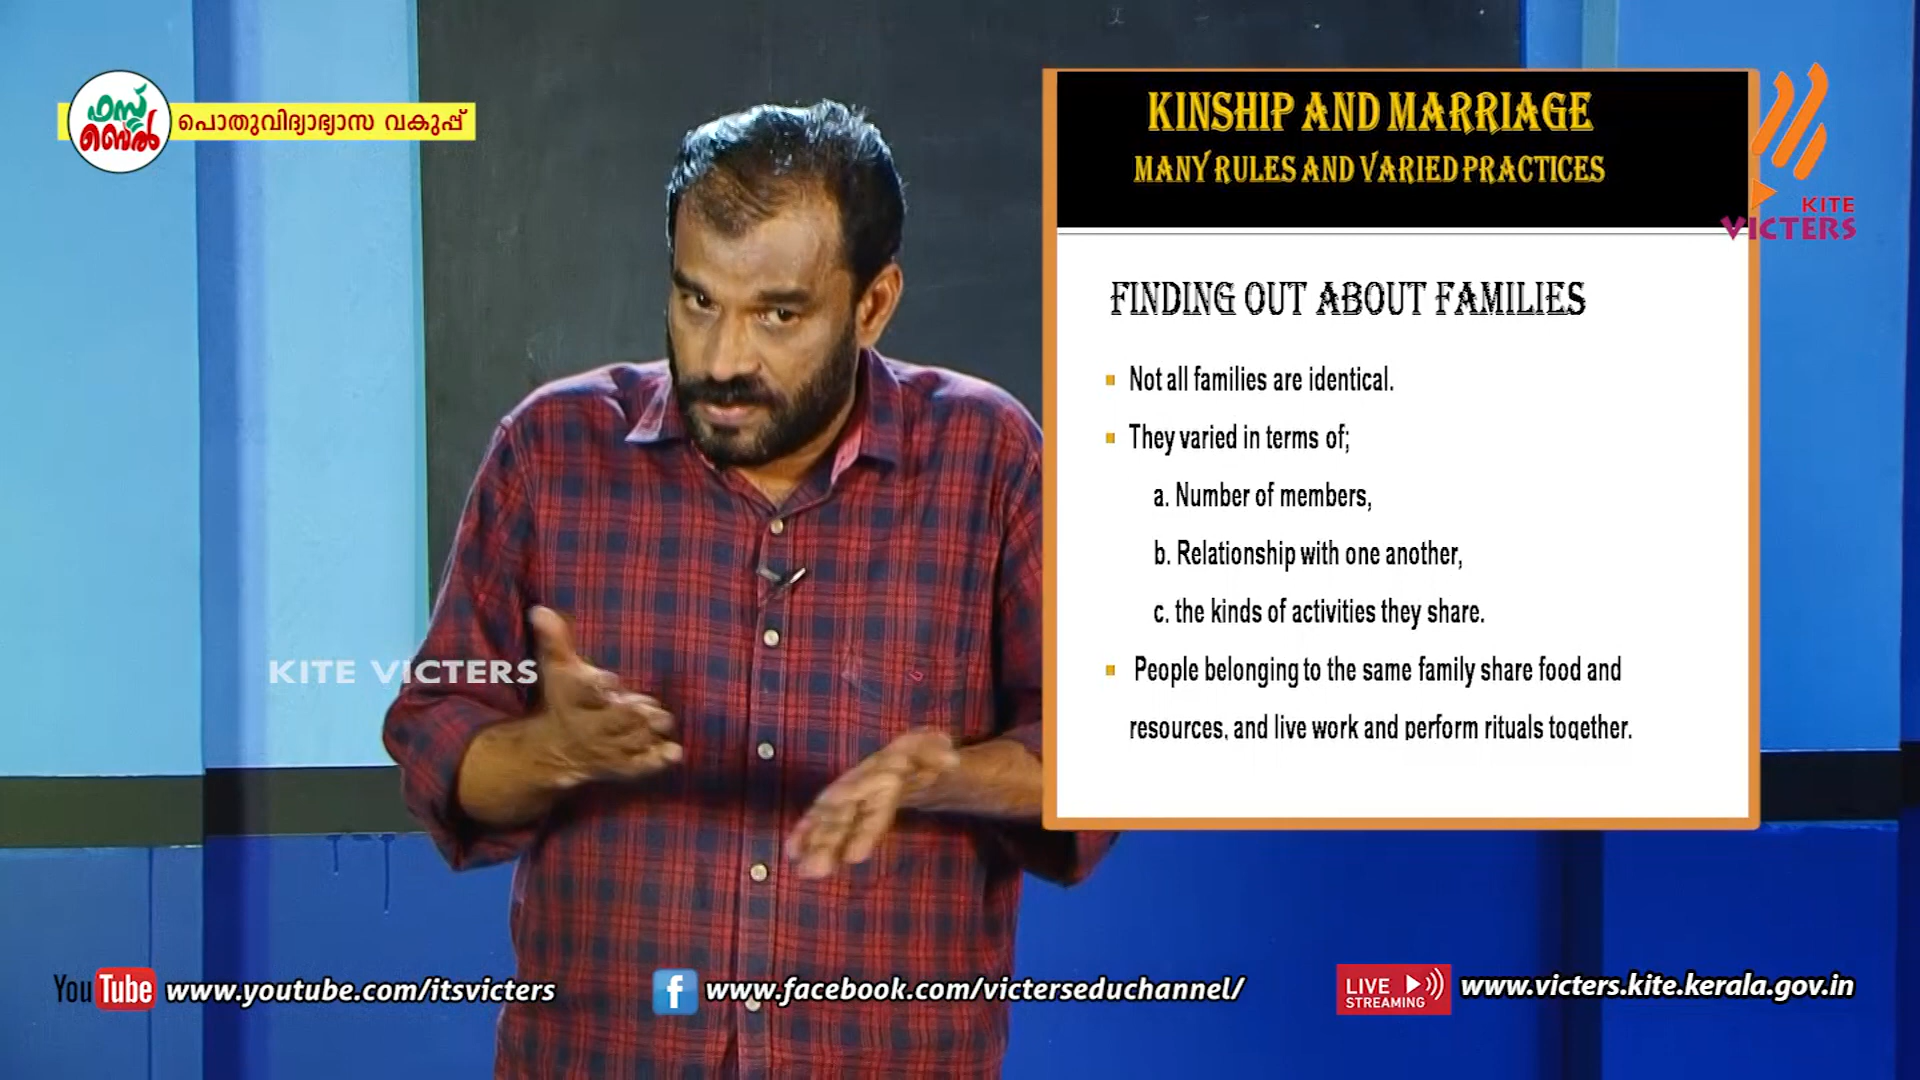 ഫസ്റ്റ്
ബെൽ
പൊതുവിദ്യാഭ്യാസ വകുപ്പ്
KINSHIP AND MARRIAGE
MANY RULES AND VARIED PRACTICES
KITE
VICTERS
FINDING OUT ABOUT FAMILIES
Not all families are identical.
They varied in terms of;
a. Number of members,
b. Relationship with one another,
c. the kinds of activities they share.
People belonging to the same family share food and
resources, and live work and perform rituals together.
KITE VICTERS
YouTube www.youtube.com/itsvicters
f www.facebook.com/victerseduchannel/
LIVE
STREAMING
www.victers.kite.kerala.gov.in